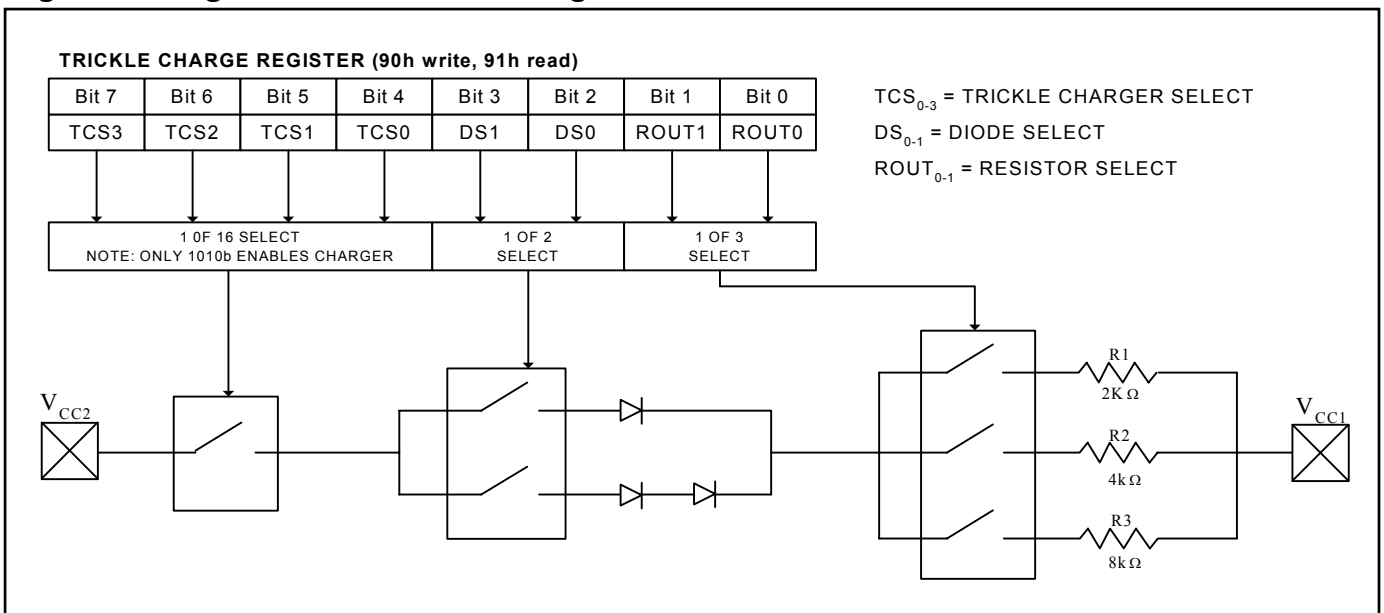 TRICKLE CHARGE REGISTER (90h write, 91h read)
Bit 7 Bit 6 Bit 5 Bit 4 Bit 3 Bit 2 Bit 1 Bit 0
TCS3 TCS2 TCS1 TCS0 DS1 DS0 ROUT1 ROUT0
TCS0-3 = TRICKLE CHARGER SELECT
DS0-1 = DIODE SELECT
ROUT0-1 = RESISTOR SELECT
1 0F 16 SELECT
NOTE: ONLY 1010b ENABLES CHARGER
1 OF 2
SELECT
1 OF 3
SELECT
VCC2
R1
2K Ω
R2
4k Ω
R3
8k Ω
VCC1